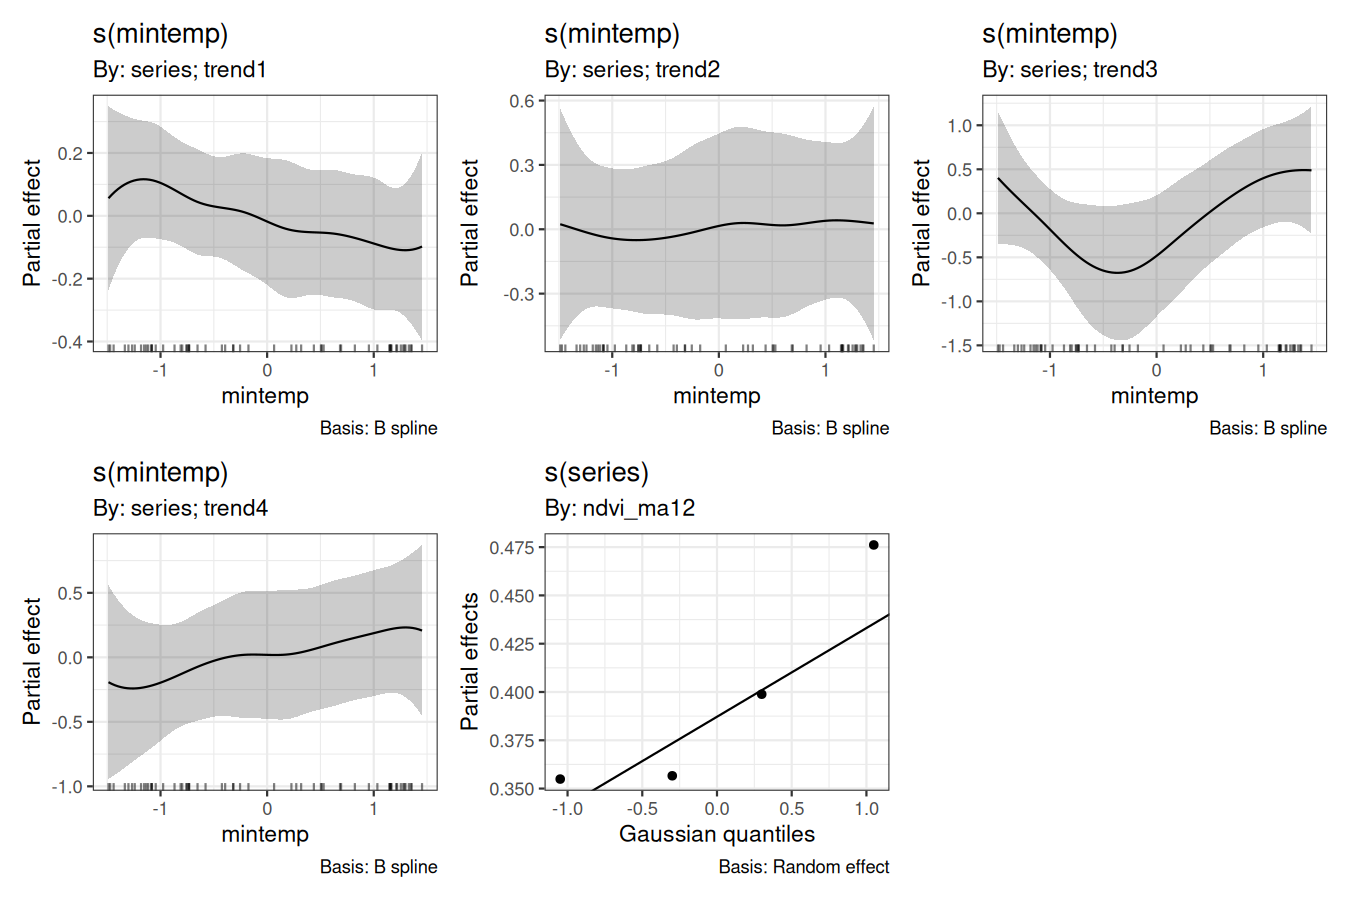 s(mintemp)
By: series; trend1
Partial effect
0.2
0.0
-0.2
-0.4
-1
0
1
mintemp
Basis: B spline
s(mintemp)
By: series; trend2
Partial effect
0.6
0.3
0.0
-0.3
-1
0
1
mintemp
Basis: B spline
s(mintemp)
By: series; trend3
Partial effect
1.0
0.5
0.0
-0.5
-1.0
-1.5
-1
0
1
mintemp
Basis: B spline
s(mintemp)
By: series; trend4
Partial effect
0.5
0.0
-0.5
-1.0
-1
0
1
mintemp
Basis: B spline
s(series)
By: ndvi_ma12
Partial effects
0.475
0.450
0.425
0.400
0.375
0.350
-1.0
-0.5
0.0
0.5
1.0
Gaussian quantiles
Basis: Random effect